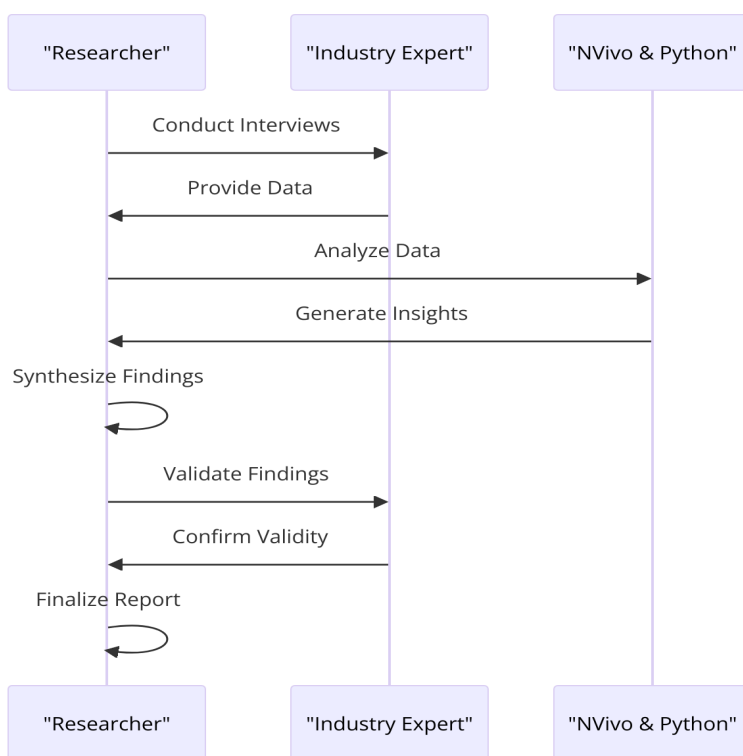 "Researcher" "Industry Expert" "NVivo & Python"
Conduct Interviews
Provide Data
Analyze Data
Generate Insights
Synthesize Findings
Validate Findings
Confirm Validity
Finalize Report
"Researcher" "Industry Expert" "NVivo & Python"